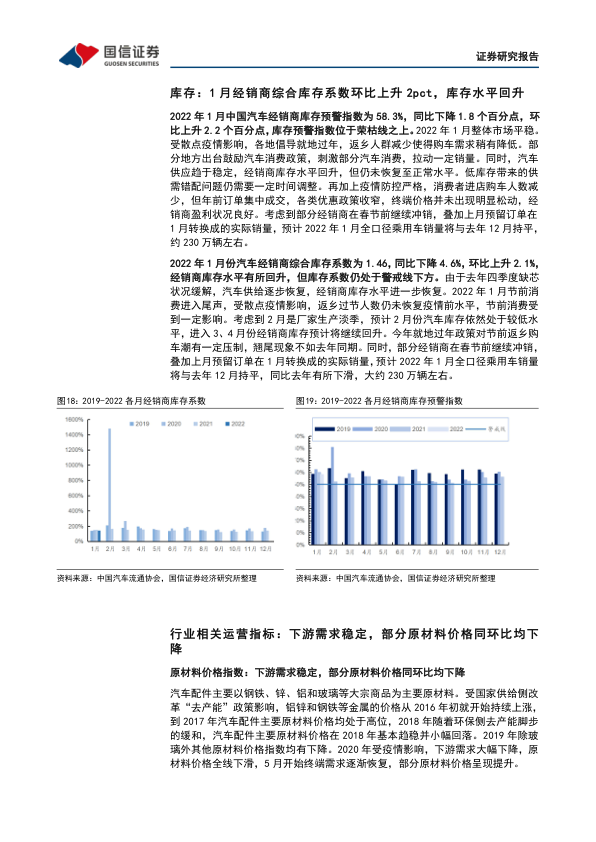 国信证券
GUOSEN SECURITIES
证券研究报告
库存：1 月经销商综合库存系数环比上升 2pct，库存水平回升
2022 年 1 月中国汽车经销商库存预警指数为 58.3%，同比下降 1.8 个百分点，环
比上升 2.2 个百分点，库存预警指数位于荣枯线之上。2022 年 1 月整体市场平稳。
受散点疫情影响，各地倡导就地过年，返乡人群减少使得购车需求稍有降低。部
分地方出台鼓励汽车消费政策，刺激部分汽车消费，拉动一定销量。同时，汽车
供应趋于稳定，经销商库存水平回升，但仍未恢复至正常水平。低库存带来的供
需错配问题仍需要一定时间调整。再加上疫情防控严格，消费者进店购车人数减
少，但年前订单集中成交，各类优惠政策收窄，终端价格并未出现明显松动，经
销商盈利状况良好。考虑到部分经销商在春节前继续冲销，叠加上月预留订单在
1 月转换成的实际销量，预计 2022 年 1 月全口径乘用车销量将与去年 12 月持平，
约 230 万辆左右。
2022 年 1 月份汽车经销商综合库存系数为 1.46，同比下降 4.6%，环比上升 2.1%，
经销商库存水平有所回升，但库存系数仍处于警戒线下方。由于去年四季度缺芯
状况缓解，汽车供给逐步恢复，经销商库存水平进一步恢复。2022 年 1 月节前消
费进入尾声，受散点疫情影响，返乡过节人数仍未恢复疫情前水平，节前消费受
到一定影响。考虑到 2 月是厂家生产淡季，预计 2 月份汽车库存依然处于较低水
平，进入 3、4 月份经销商库存预计将继续回升。今年就地过年政策对节前返乡购
车潮有一定压制，翘尾现象不如去年同期。同时，部分经销商在春节前继续冲销，
叠加上月预留订单在 1 月转换成的实际销量，预计 2022 年 1 月全口径乘用车销量
将与去年 12 月持平，同比去年有所下滑，大约 230 万辆左右。
图18：2019-2022 各月经销商库存系数
图19：2019-2022 各月经销商库存预警指数
2019 2020 2021 2022
1800%
1600%
1400%
1200%
1000%
800%
600%
400%
200%
0%
1月 2月 3月 4月 5月 6月 7月 8月 9月 10月 11月 12月
2019 2020 2021 2022 警戒线
0%
1月 2月 3月 4月 5月 6月 7月 8月 9月 10月 11月 12月
资料来源：中国汽车流通协会，国信证券经济研究所整理
资料来源：中国汽车流通协会，国信证券经济研究所整理
行业相关运营指标：下游需求稳定，部分原材料价格同环比均下
降
原材料价格指数：下游需求稳定，部分原材料价格同环比均下降
汽车配件主要以钢铁、锌、铝和玻璃等大宗商品为主要原材料。受国家供给侧改
革“去产能”政策影响，铝锌和钢铁等金属的价格从 2016 年初就开始持续上涨，
到 2017 年汽车配件主要原材料价格均处于高位，2018 年随着环保侧去产能脚步
的缓和，汽车配件主要原材料价格在 2018 年基本趋稳并小幅回落。2019 年除玻
璃外其他原材料价格指数均有下降。2020 年受疫情影响，下游需求大幅下降，原
材料价格全线下滑，5 月开始终端需求逐渐恢复，部分原材料价格呈现提升。